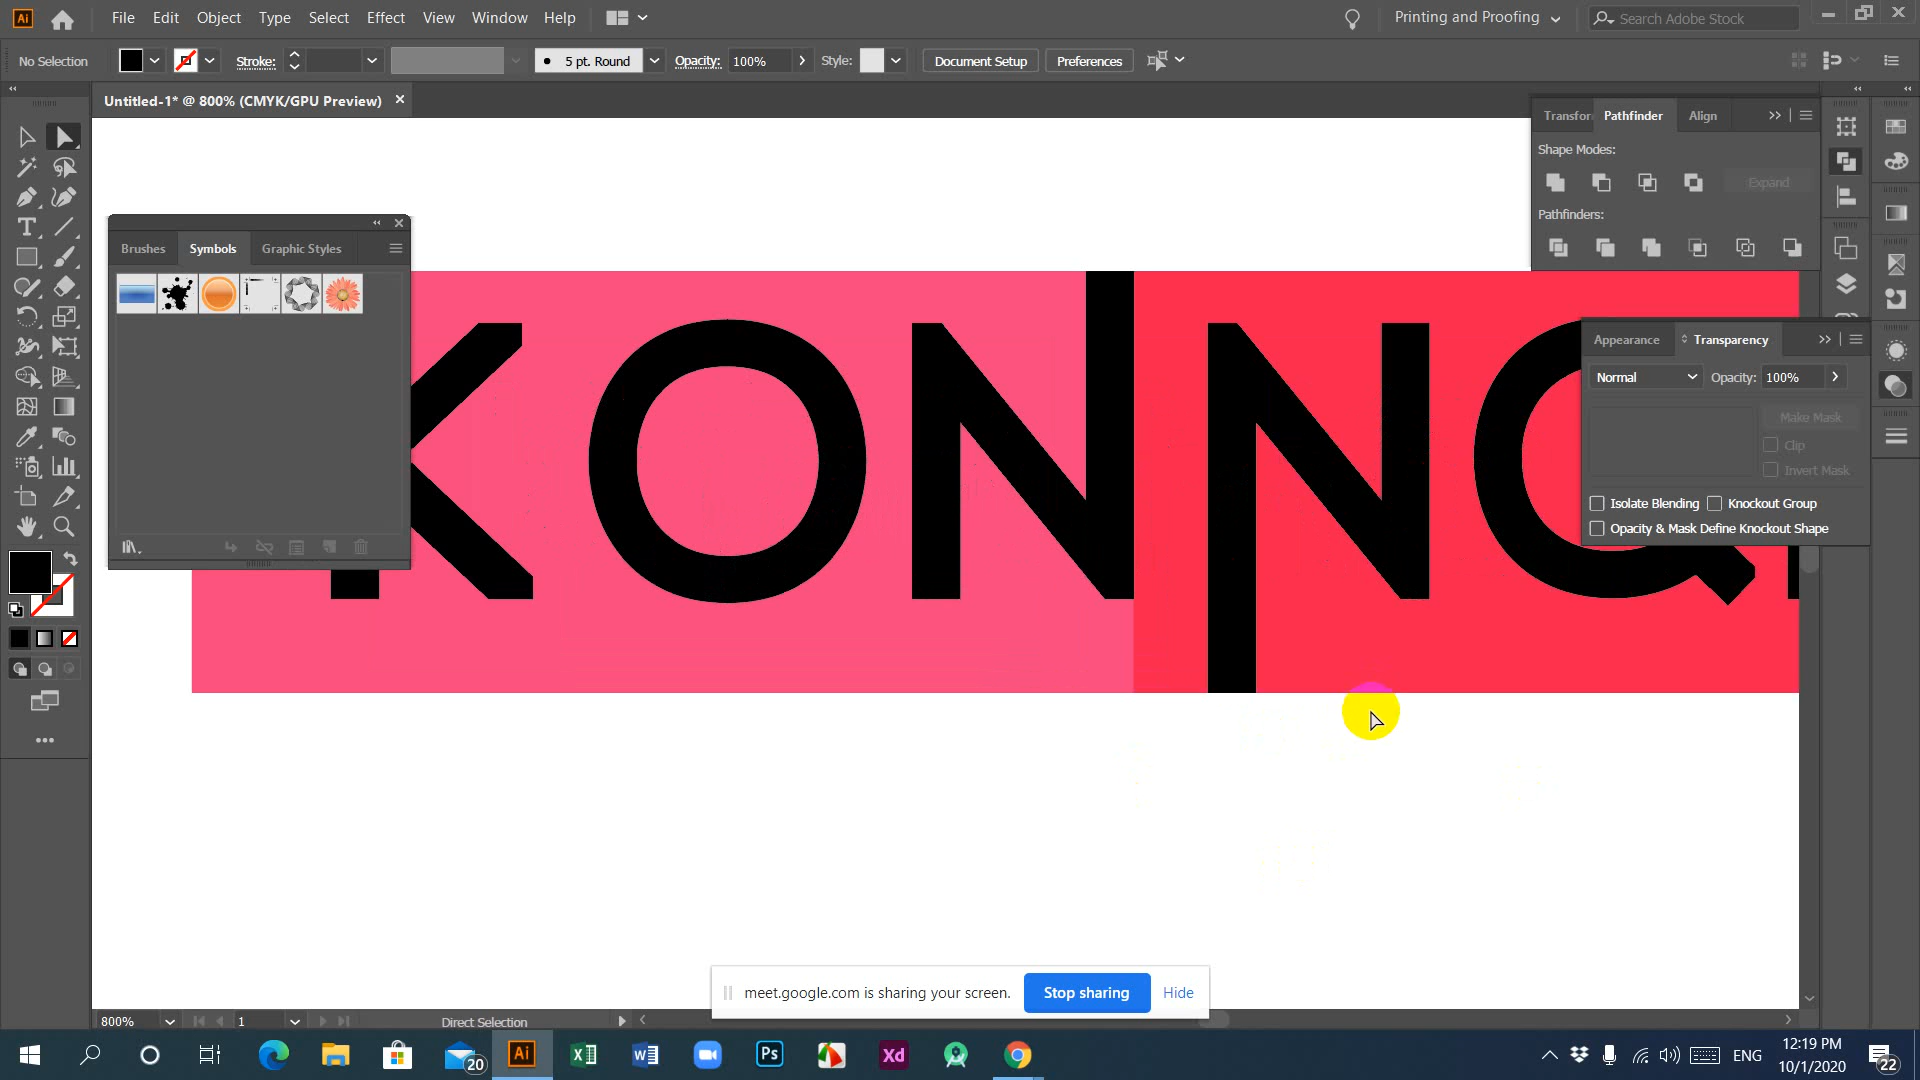 Ai File Edit Object Type Select Effect View Window Help Printing and Proofing Search Adobe Stock
No Selection Stroke: 5 pt. Round Opacity: 100% Style: Document Setup Preferences
Untitled-1* @ 800% (CMYK/GPU Preview)
Transfor Pathfinder Align
Shape Modes:
Expand
Pathfinders:
Brushes Symbols Graphic Styles
KONNQ
Appearance Transparency
Normal Opacity: 100%
Make Mask
Clip
Invert Mask
Isolate Blending Knockout Group
Opacity & Mask Define Knockout Shape
meet.google.com is sharing your screen. Stop sharing Hide
800% 1 Direct Selection
20 Ai Ps Xd ENG 12:19 PM
10/1/2020 22